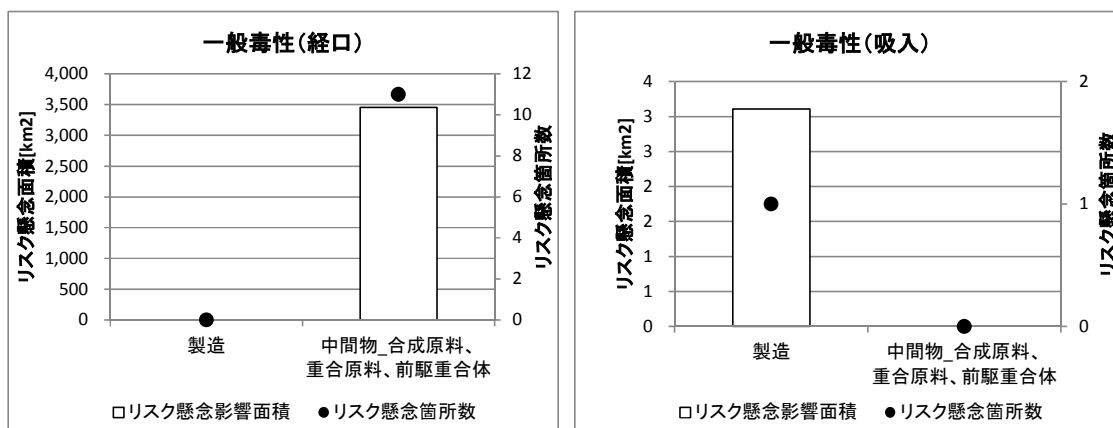 一般毒性(経口)
リスク懸念面積[km2]
4,000
3,500
3,000
2,500
2,000
1,500
1,000
500
0
12
10
8
6
4
2
0
リスク懸念箇所数
製造
中間物_合成原料、
重合原料、前駆重合体
□リスク懸念影響面積 ●リスク懸念箇所数
一般毒性(吸入)
リスク懸念面積[km2]
4
3
3
2
2
1
1
0
2
1
0
リスク懸念箇所数
製造
中間物_合成原料、
重合原料、前駆重合体
□リスク懸念影響面積 ●リスク懸念箇所数